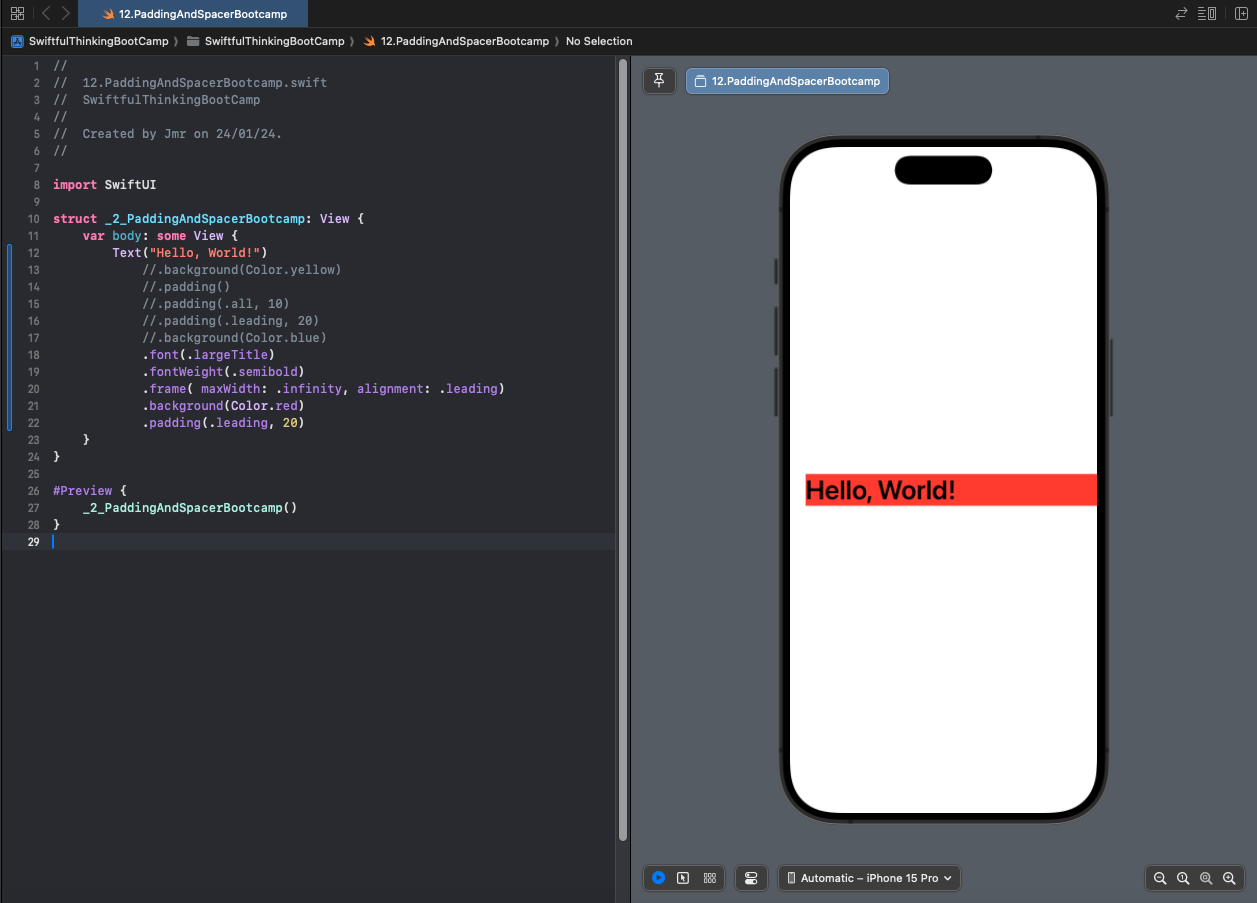 12.PaddingAndSpacerBootcamp
SwiftfulThinkingBootCamp 〉 SwiftfulThinkingBootCamp 〉 12.PaddingAndSpacerBootcamp 〉 No Selection
1 //
2 //  12.PaddingAndSpacerBootcamp.swift
3 //  SwiftfulThinkingBootCamp
4 //
5 //  Created by Jmr on 24/01/24.
6 //
7
8 import SwiftUI
9
10 struct _2_PaddingAndSpacerBootcamp: View {
11     var body: some View {
12         Text("Hello, World!")
13             //.background(Color.yellow)
14             //.padding()
15             //.padding(.all, 10)
16             //.padding(.leading, 20)
17             //.background(Color.blue)
18             .font(.largeTitle)
19             .fontWeight(.semibold)
20             .frame( maxWidth: .infinity, alignment: .leading)
21             .background(Color.red)
22             .padding(.leading, 20)
23     }
24 }
25
26 #Preview {
27     _2_PaddingAndSpacerBootcamp()
28 }
29
12.PaddingAndSpacerBootcamp
Hello, World!
Automatic – iPhone 15 Pro